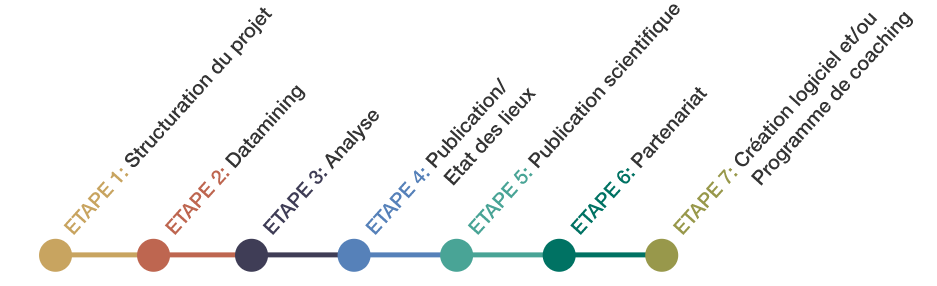 ETAPE 1: Structuration du projet
ETAPE 2: Datamining
ETAPE 3: Analyse
ETAPE 4: Publication/
Etat des lieux
ETAPE 5: Publication scientifique
ETAPE 6: Partenariat
ETAPE 7: Création logiciel et/ou
Programme de coaching